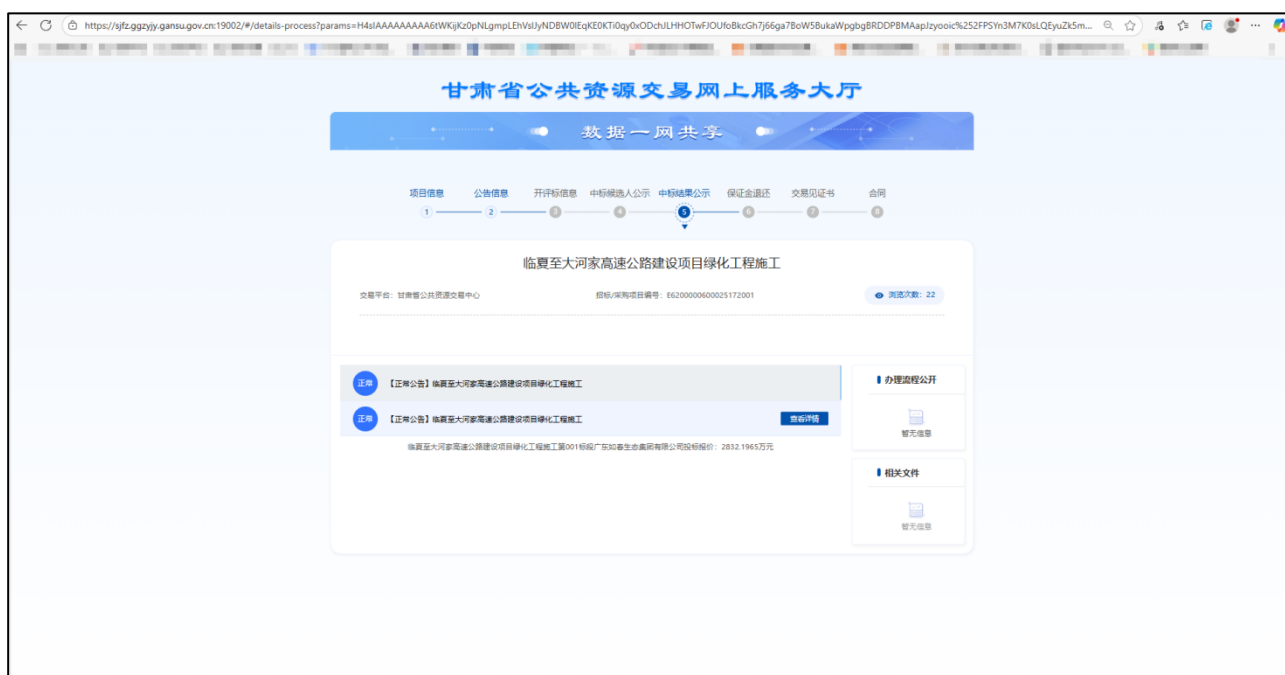 https://sjfz.ggzyjy.gansu.gov.cn:19002/#/details-process?params=
甘肃省公共资源交易网上服务大厅
数据一网共享
项目信息 公告信息 开评标信息 中标候选人公示 中标结果公示 保证金退还 交易见证书 合同
1 2 3 4 5 6 7 8
临夏至大河家高速公路建设项目绿化工程施工
交易平台：甘肃省公共资源交易中心 招标/采购项目编号：E6200000600025172001 浏览次数：22
正常 【正常公告】临夏至大河家高速公路建设项目绿化工程施工
办理流程公开
正常 【正常公告】临夏至大河家高速公路建设项目绿化工程施工 查看详情
暂无信息
临夏至大河家高速公路建设项目绿化工程施工第001标段广东如春生态集团有限公司投标报价：2832.1965万元
相关文件
暂无信息